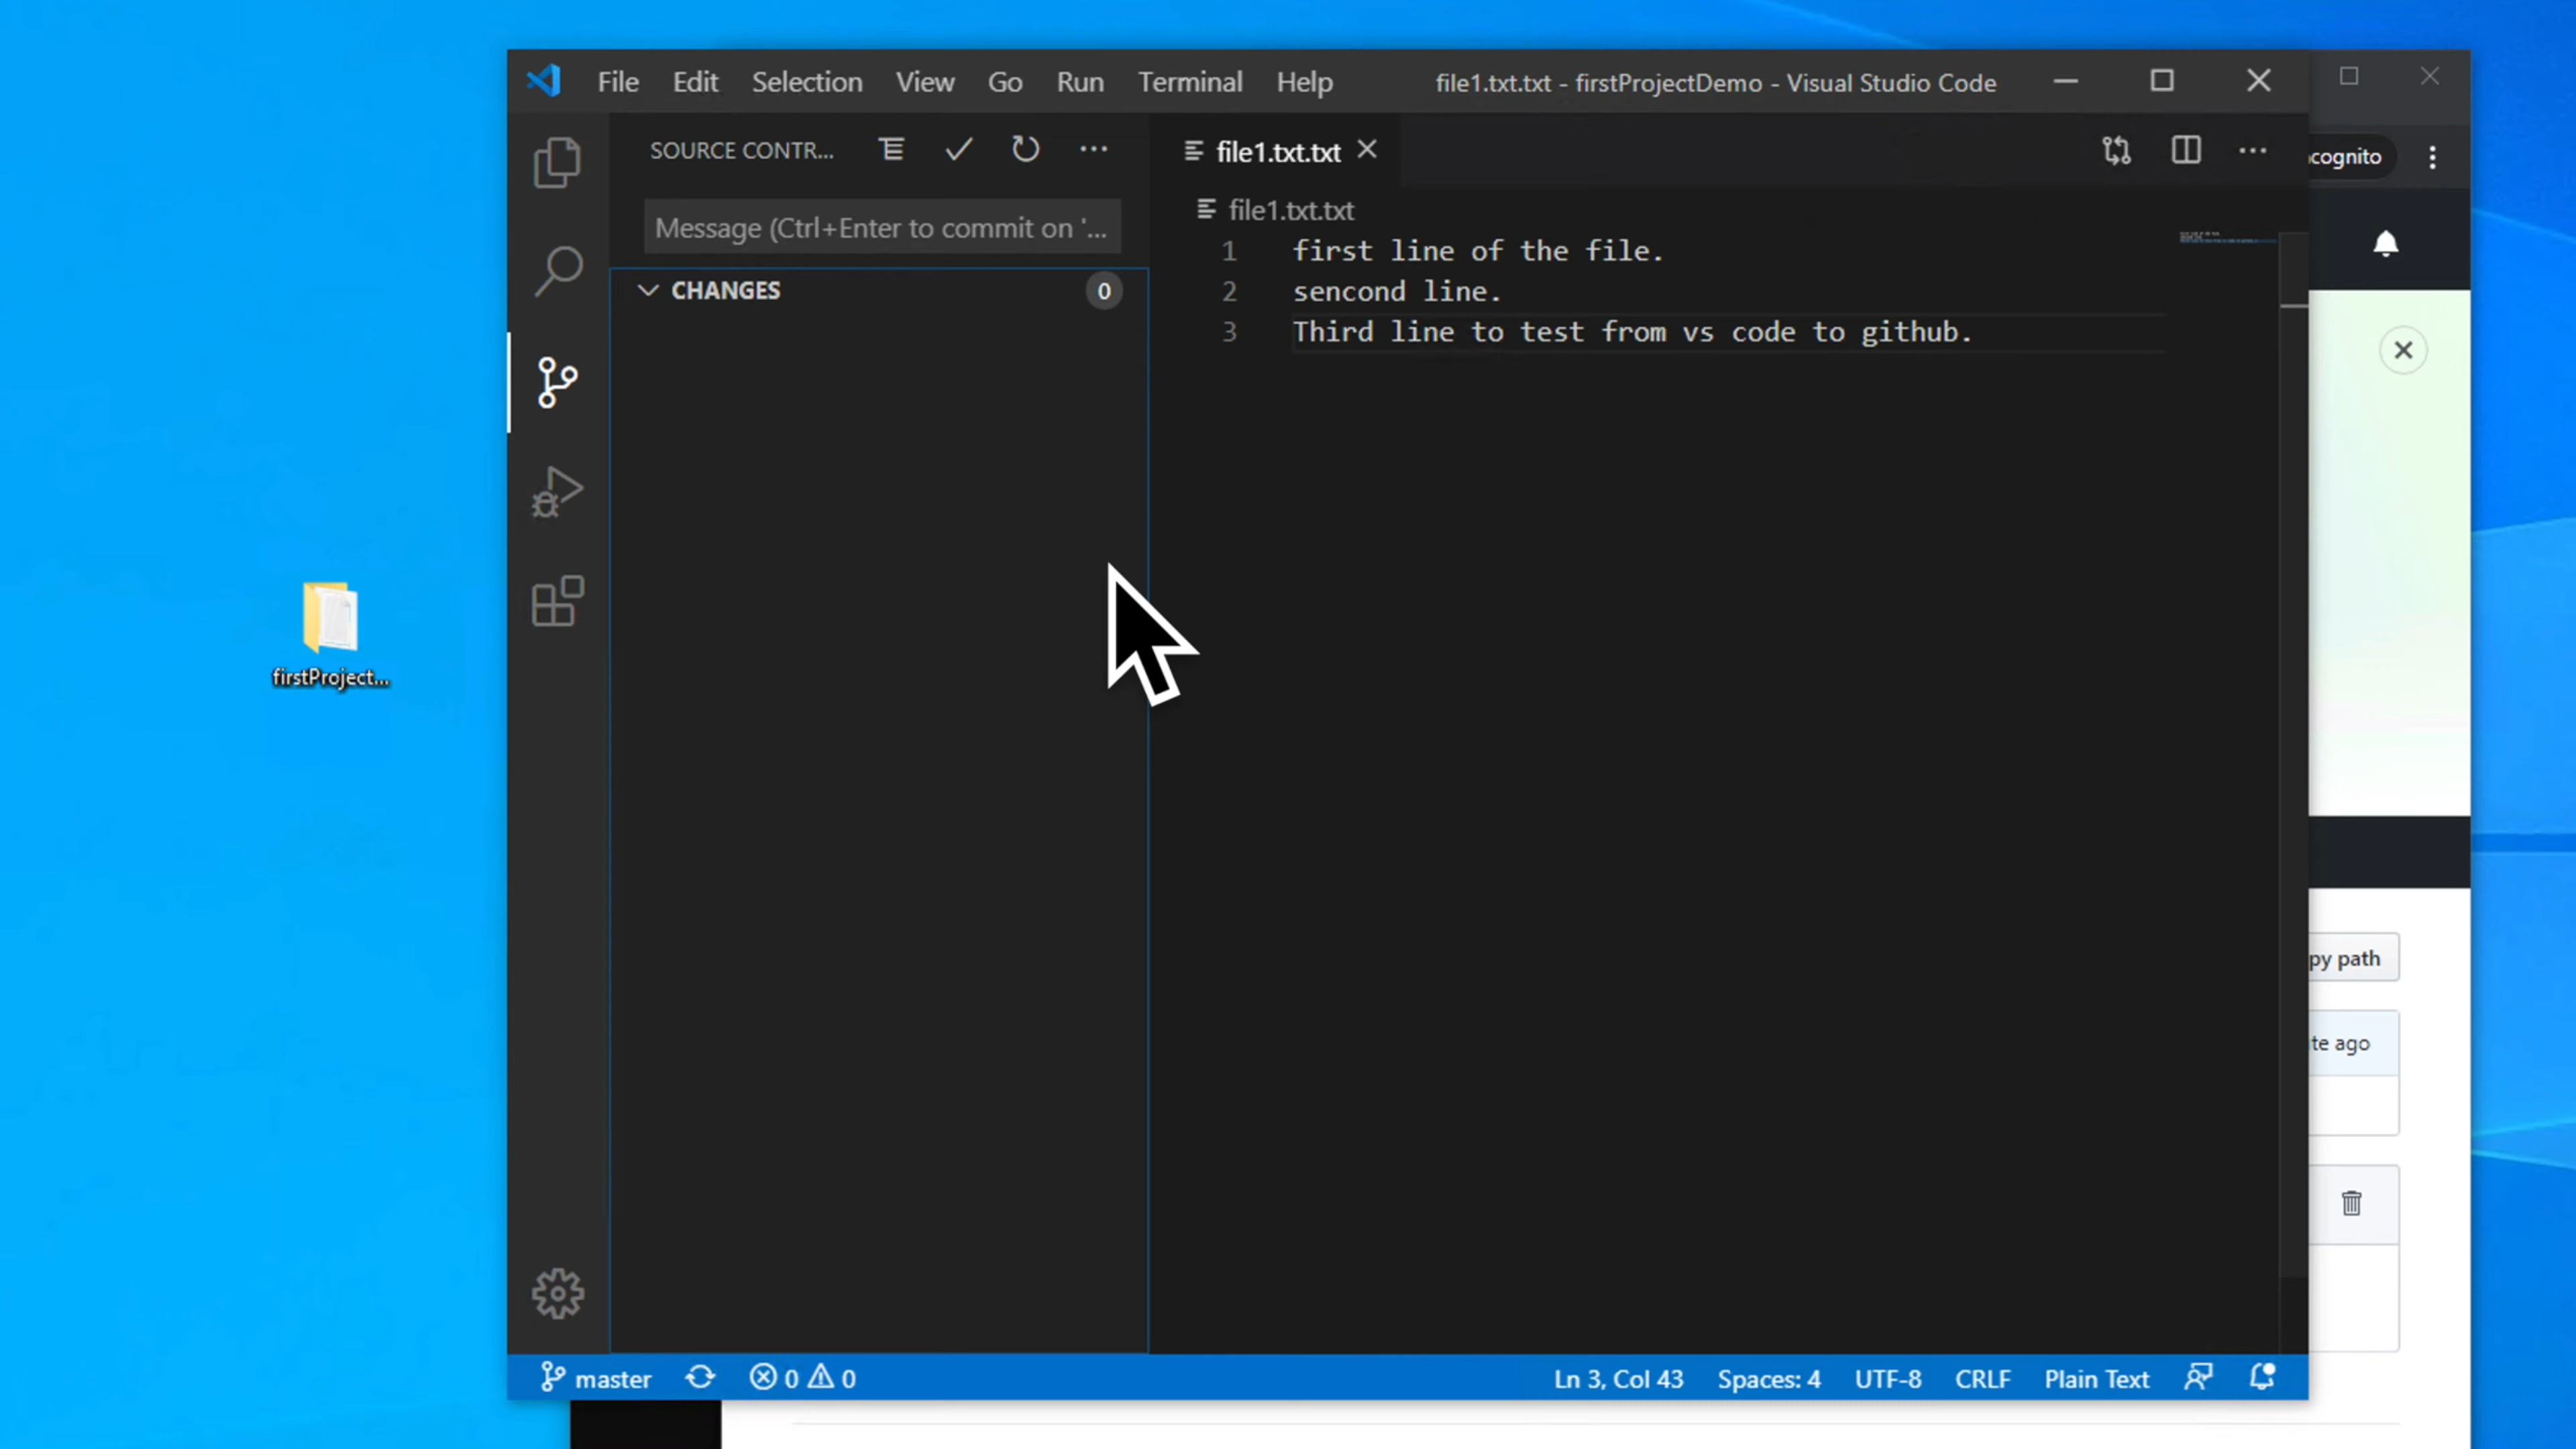 File Edit Selection View Go Run Terminal Help file1.txt.txt - firstProjectDemo - Visual Studio Code
SOURCE CONTR...
file1.txt.txt
cognito
Message (Ctrl+Enter to commit on '...
file1.txt.txt
CHANGES 0
1 first line of the file.
2 sencond line.
3 Third line to test from vs code to github.
firstProject...
py path
te ago
master 0 0 Ln 3, Col 43 Spaces: 4 UTF-8 CRLF Plain Text